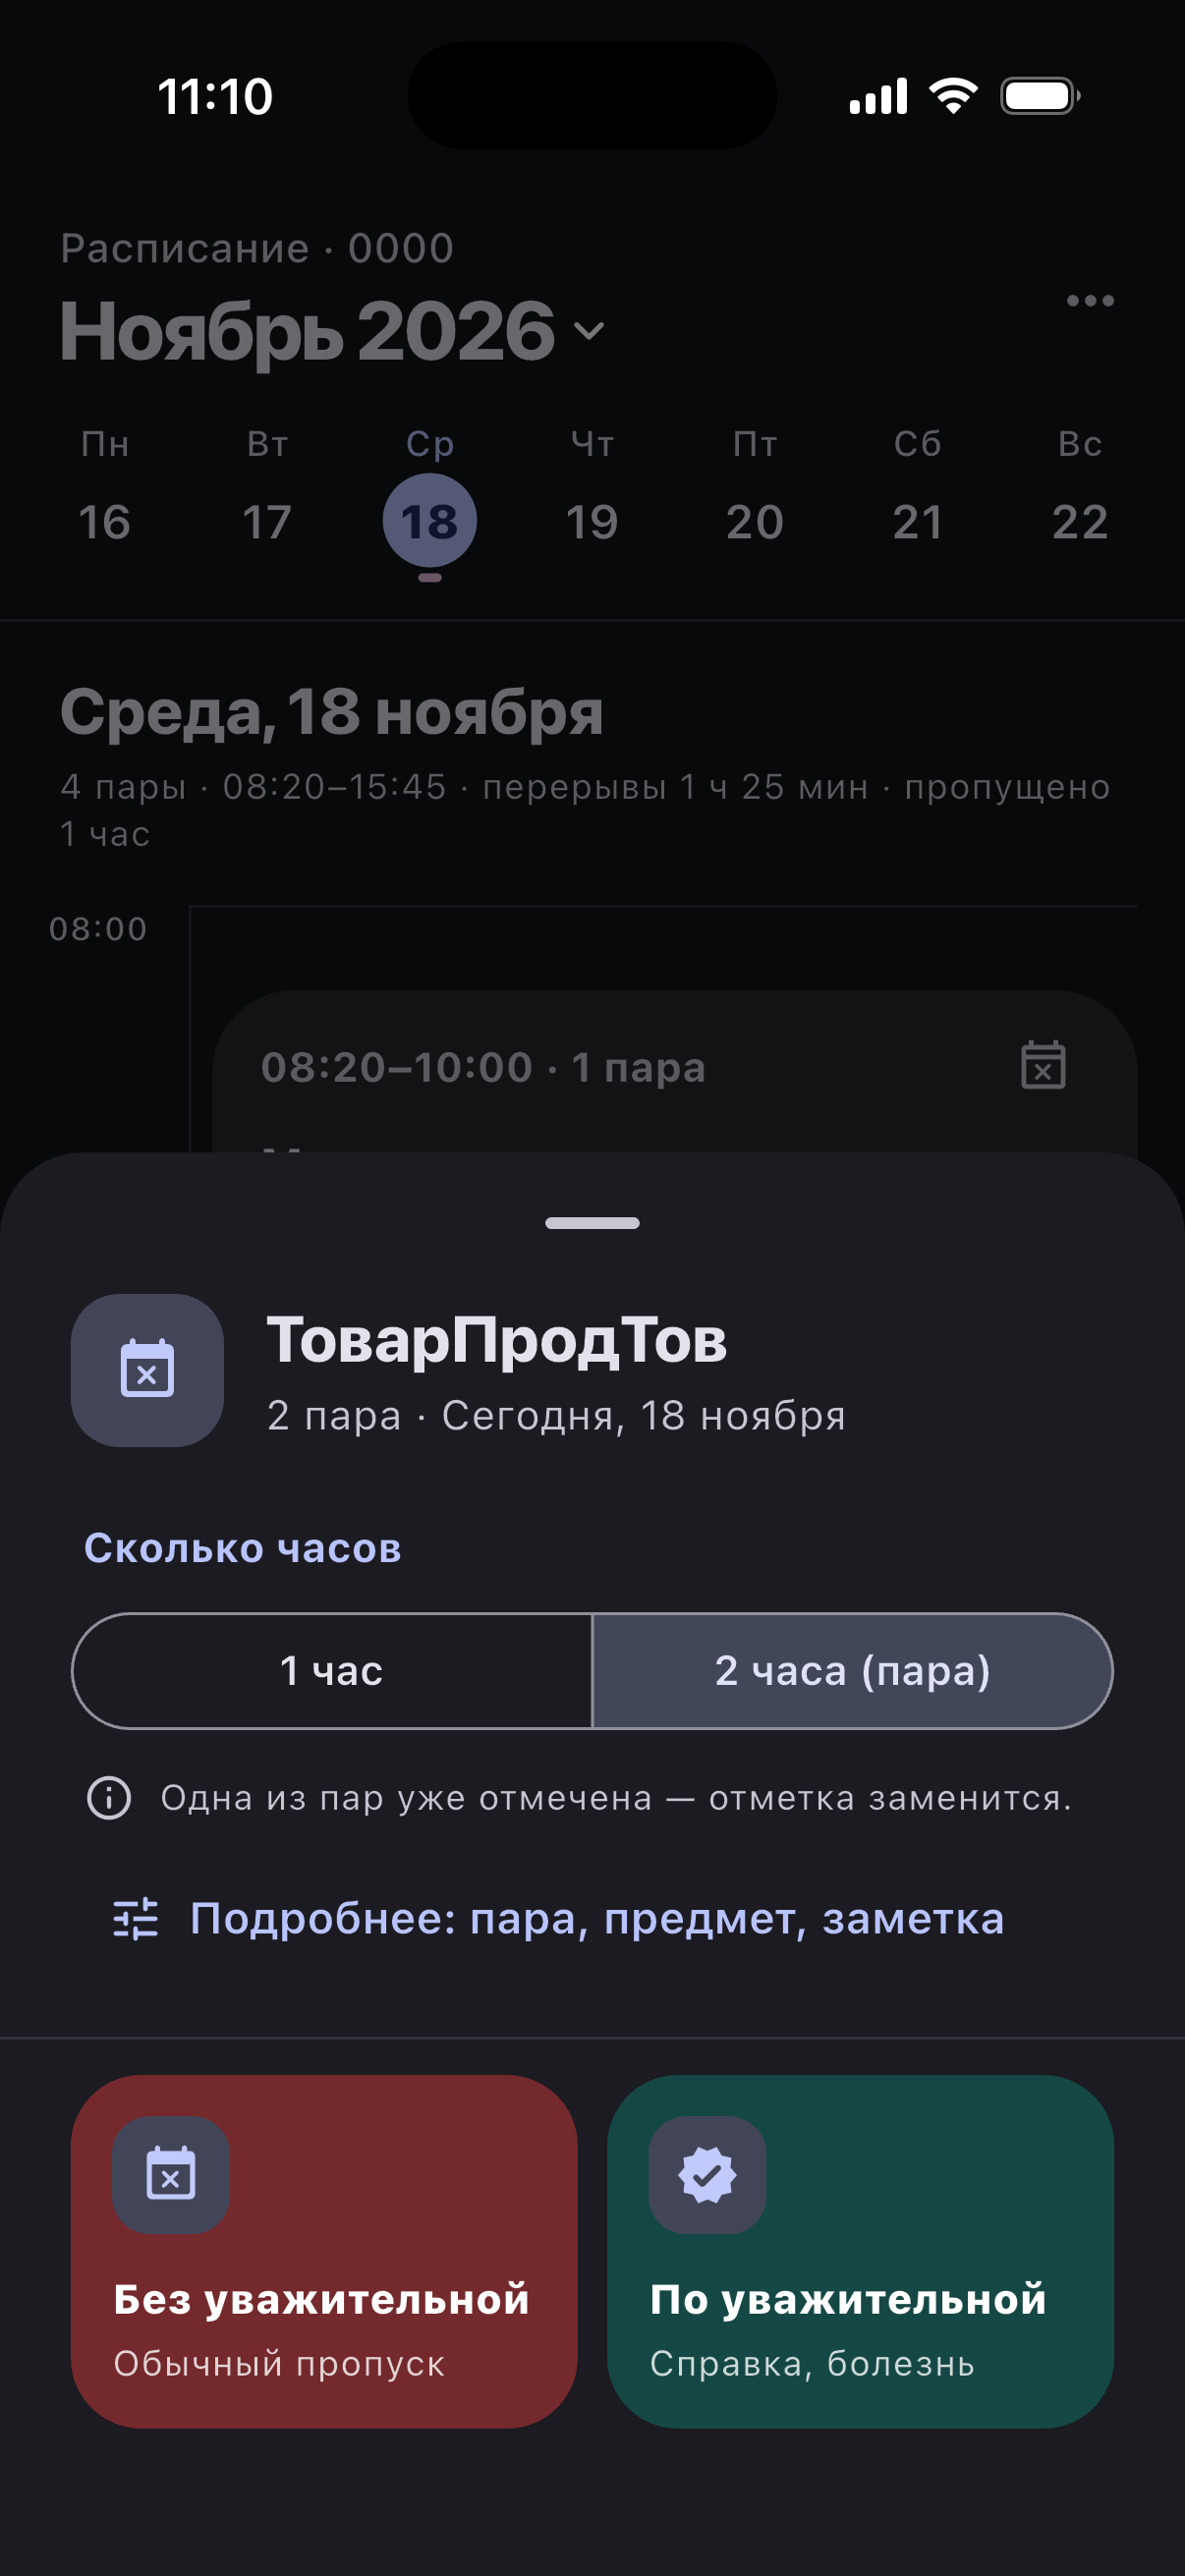 11:10
Расписание · 0000
Ноябрь 2026
Пн Вт Ср Чт Пт Сб Вс
16 17 18 19 20 21 22
Среда, 18 ноября
4 пары · 08:20–15:45 · перерывы 1 ч 25 мин · пропущено
1 час
08:00
08:20–10:00 · 1 пара
ТоварПродТов
2 пара · Сегодня, 18 ноября
Сколько часов
1 час
2 часа (пара)
Одна из пар уже отмечена — отметка заменится.
Подробнее: пара, предмет, заметка
Без уважительной
Обычный пропуск
По уважительной
Справка, болезнь